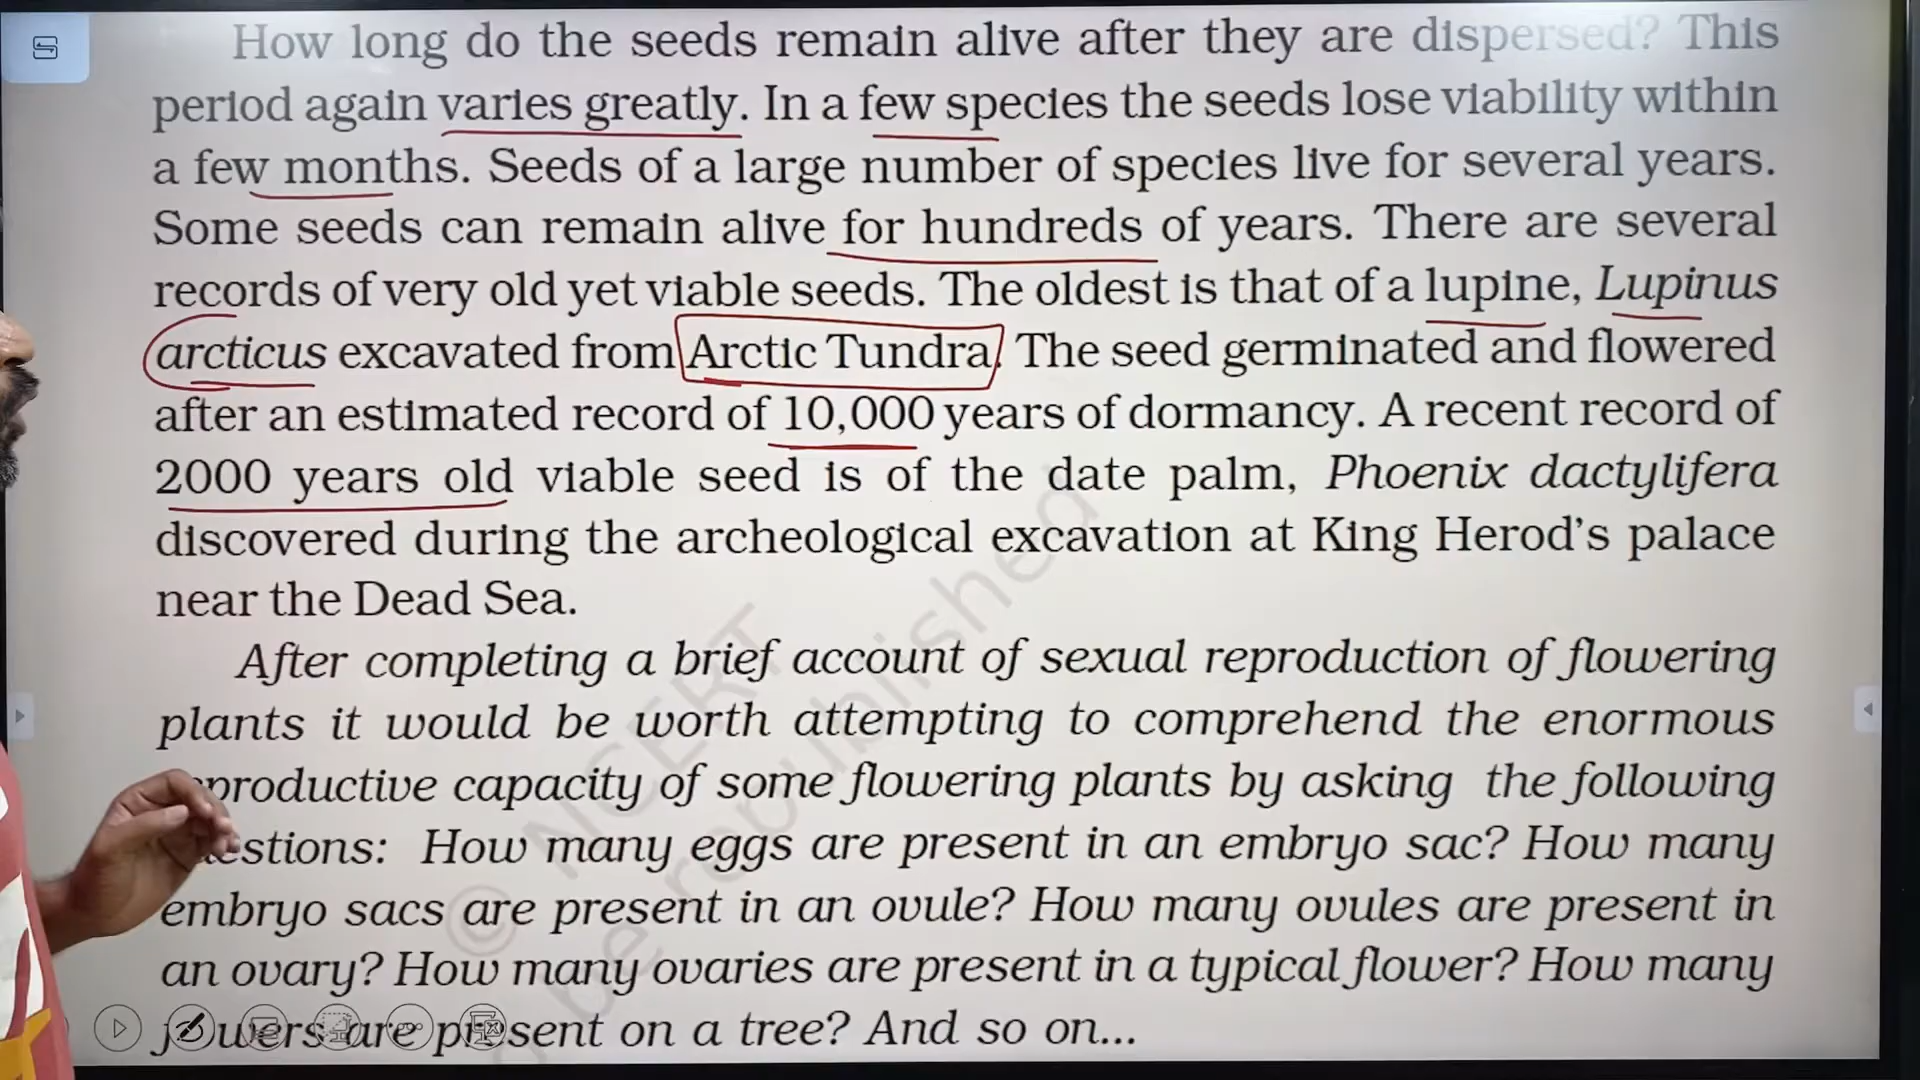 How long do the seeds remain alive after they are dispersed? This
period again varies greatly. In a few species the seeds lose viability within
a few months. Seeds of a large number of species live for several years.
Some seeds can remain alive for hundreds of years. There are several
records of very old yet viable seeds. The oldest is that of a lupine, Lupinus
arcticus excavated from Arctic Tundra. The seed germinated and flowered
after an estimated record of 10,000 years of dormancy. A recent record of
2000 years old viable seed is of the date palm, Phoenix dactylifera
discovered during the archeological excavation at King Herod's palace
near the Dead Sea.
After completing a brief account of sexual reproduction of flowering
plants it would be worth attempting to comprehend the enormous
productive capacity of some flowering plants by asking the following
estions: How many eggs are present in an embryo sac? How many
embryo sacs are present in an ovule? How many ovules are present in
an ovary? How many ovaries are present in a typical flower? How many
flowers are present on a tree? And so on...
© NCERT
be republished